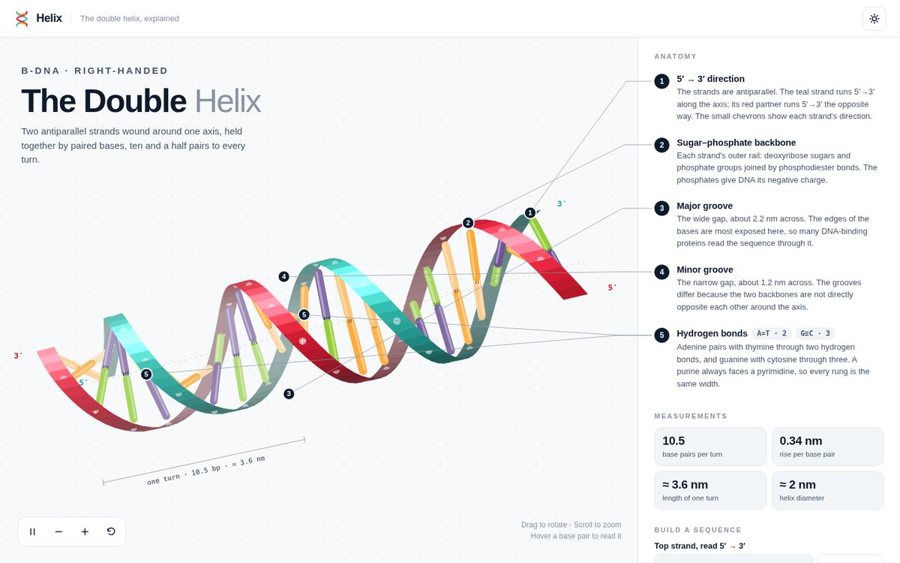 Helix
The double helix, explained
B-DNA · RIGHT-HANDED
The Double Helix
Two antiparallel strands wound around one axis, held
together by paired bases, ten and a half pairs to every
turn.
3′
5′
3′
5′
1
2
4
5
5
3
one turn · 10.5 bp · ≈ 3.6 nm
Drag to rotate · Scroll to zoom
Hover a base pair to read it
ANATOMY
1
5′ → 3′ direction
The strands are antiparallel. The teal strand runs 5′→3′
along the axis; its red partner runs 5′→3′ the opposite
way. The small chevrons show each strand's direction.
2
Sugar–phosphate backbone
Each strand's outer rail: deoxyribose sugars and
phosphate groups joined by phosphodiester bonds. The
phosphates give DNA its negative charge.
3
Major groove
The wide gap, about 2.2 nm across. The edges of the
bases are most exposed here, so many DNA-binding
proteins read the sequence through it.
4
Minor groove
The narrow gap, about 1.2 nm across. The grooves
differ because the two backbones are not directly
opposite each other around the axis.
5
Hydrogen bonds A=T · 2 G≡C · 3
Adenine pairs with thymine through two hydrogen
bonds, and guanine with cytosine through three. A
purine always faces a pyrimidine, so every rung is the
same width.
MEASUREMENTS
10.5
base pairs per turn
0.34 nm
rise per base pair
≈ 3.6 nm
length of one turn
≈ 2 nm
helix diameter
BUILD A SEQUENCE
Top strand, read 5′ → 3′